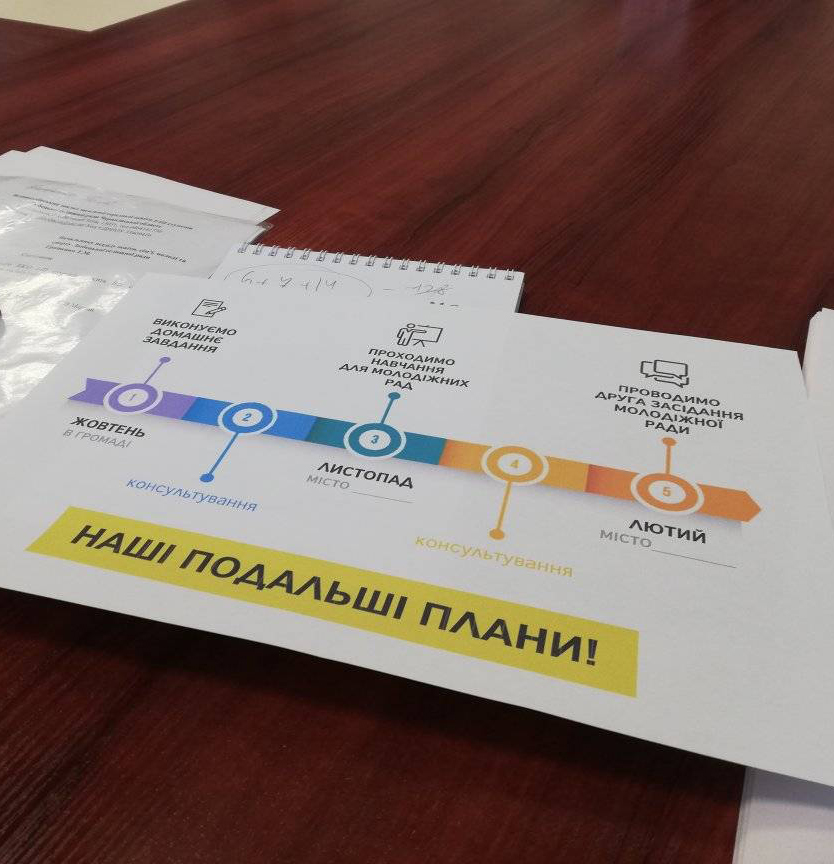 ВИКОНУЄМО
ДОМАШНЄ
ЗАВДАННЯ
1
ЖОВТЕНЬ
В ГРОМАДІ
2
КОНСУЛЬТУВАННЯ
ПРОХОДИМО
НАВЧАННЯ
ДЛЯ МОЛОДІЖНИХ
РАД
3
ЛИСТОПАД
МІСТО
4
КОНСУЛЬТУВАННЯ
ПРОВОДИМО
ДРУГА ЗАСІДАННЯ
МОЛОДІЖНОЇ
РАДИ
5
ЛЮТИЙ
МІСТО
НАШІ ПОДАЛЬШІ ПЛАНИ!